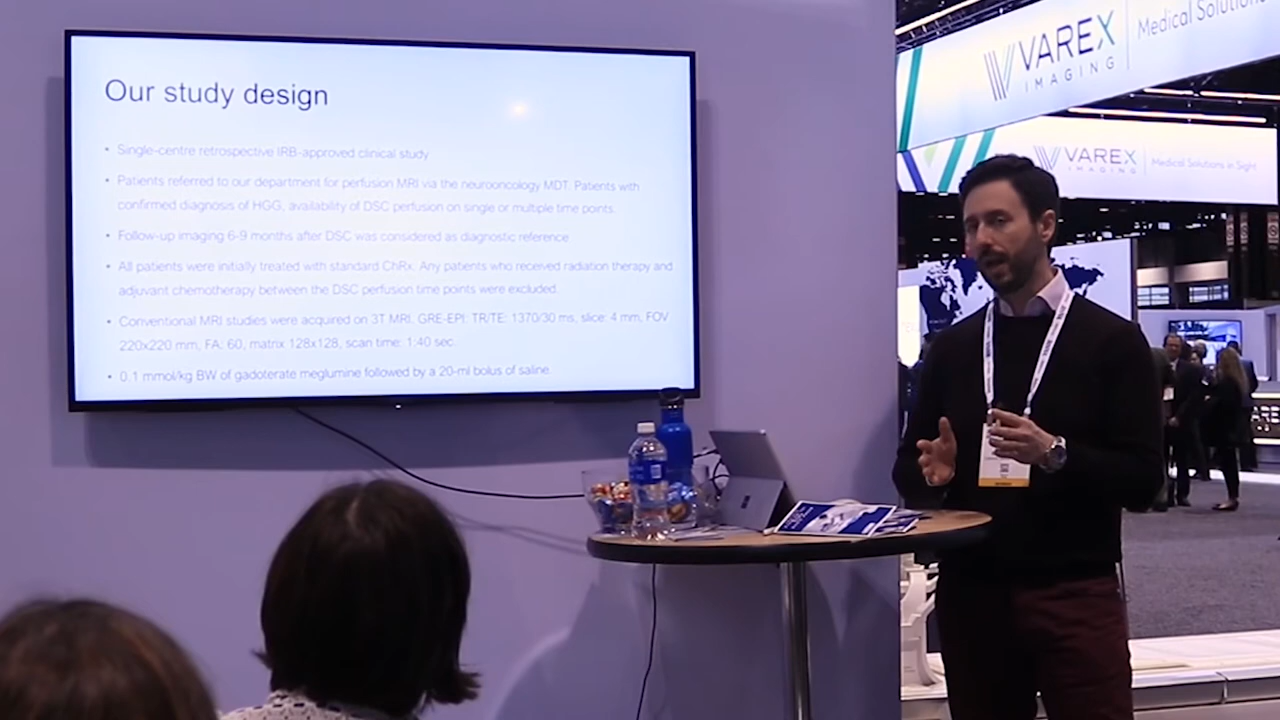 Our study design
• Single-centre retrospective IRB-approved clinical study
• Patients referred to our department for perfusion MRI via the neurooncology MDT. Patients with
confirmed diagnosis of HGG, availability of DSC perfusion on single or multiple time points.
• Follow-up imaging 6-9 months after DSC was considered as diagnostic reference
• All patients were initially treated with standard ChRx. Any patients who received radiation therapy and
adjuvant chemotherapy between the DSC perfusion time points were excluded.
• Conventional MRI studies were acquired on 3T MRI. GRE-EPI: TR/TE: 1370/30 ms, slice: 4 mm, FOV
220x220 mm, FA: 60, matrix 128x128, scan time: 1:40 sec.
• 0.1 mmol/kg BW of gadoterate meglumine followed by a 20-ml bolus of saline.
VAREX
IMAGING
Medical Solutions
VAREX
IMAGING
Medical Solutions in Sight